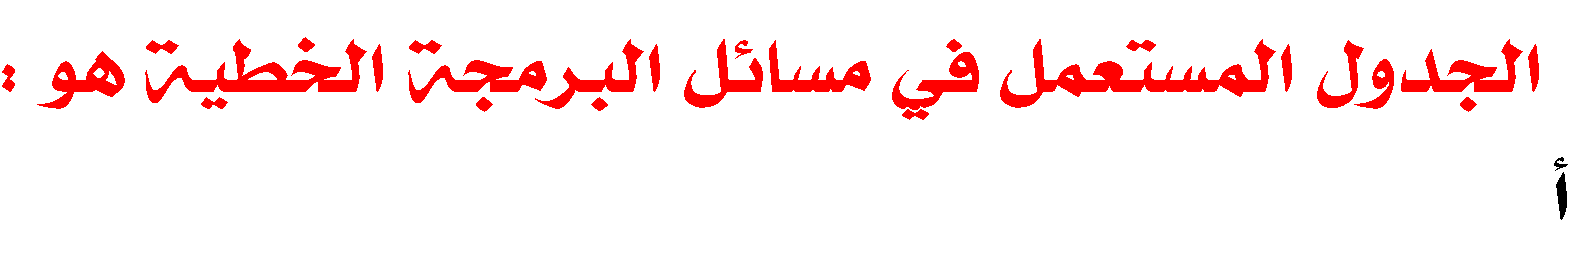 الجدول المستعمل في مسائل البرمجة الخطية هو :
أ